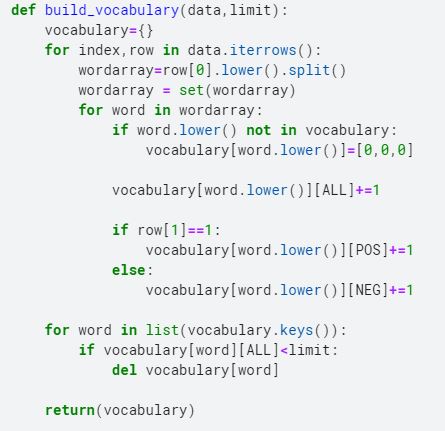 def build_vocabulary(data,limit):
    vocabulary={}
    for index,row in data.iterrows():
        wordarray=row[0].lower().split()
        wordarray = set(wordarray)
        for word in wordarray:
            if word.lower() not in vocabulary:
                vocabulary[word.lower()]=[0,0,0]

            vocabulary[word.lower()][ALL]+=1

            if row[1]==1:
                vocabulary[word.lower()][POS]+=1
            else:
                vocabulary[word.lower()][NEG]+=1

    for word in list(vocabulary.keys()):
        if vocabulary[word][ALL]<limit:
            del vocabulary[word]

    return(vocabulary)